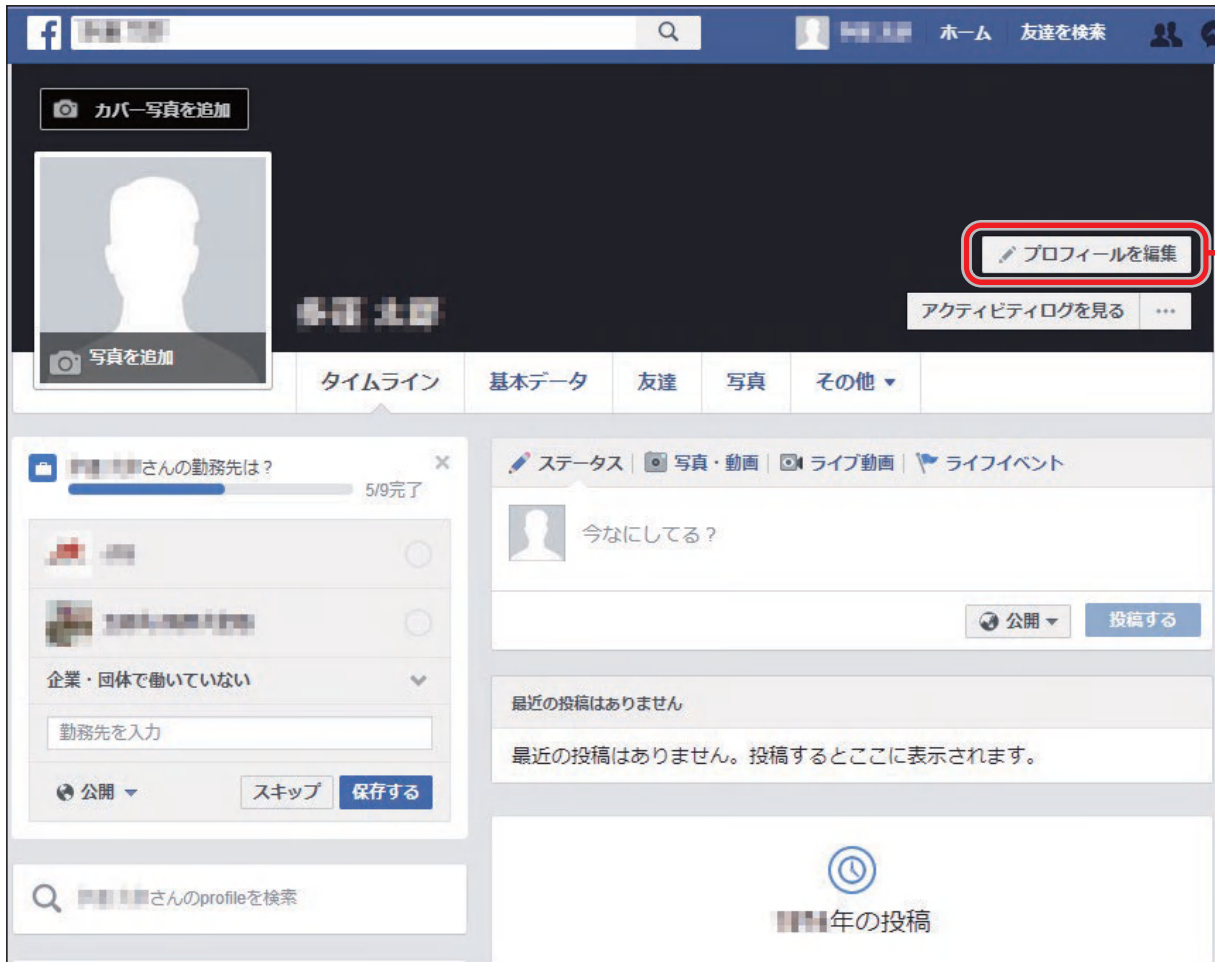 f
ホーム
友達を検索
カバー写真を追加
プロフィールを編集
アクティビティログを見る
...
写真を追加
タイムライン
基本データ
友達
写真
その他
さんの勤務先は？
5/9完了
企業・団体で働いていない
勤務先を入力
公開
スキップ
保存する
さんのprofileを検索
ステータス
写真・動画
ライブ動画
ライフイベント
今なにしてる？
公開
投稿する
最近の投稿はありません
最近の投稿はありません。投稿するとここに表示されます。
年の投稿